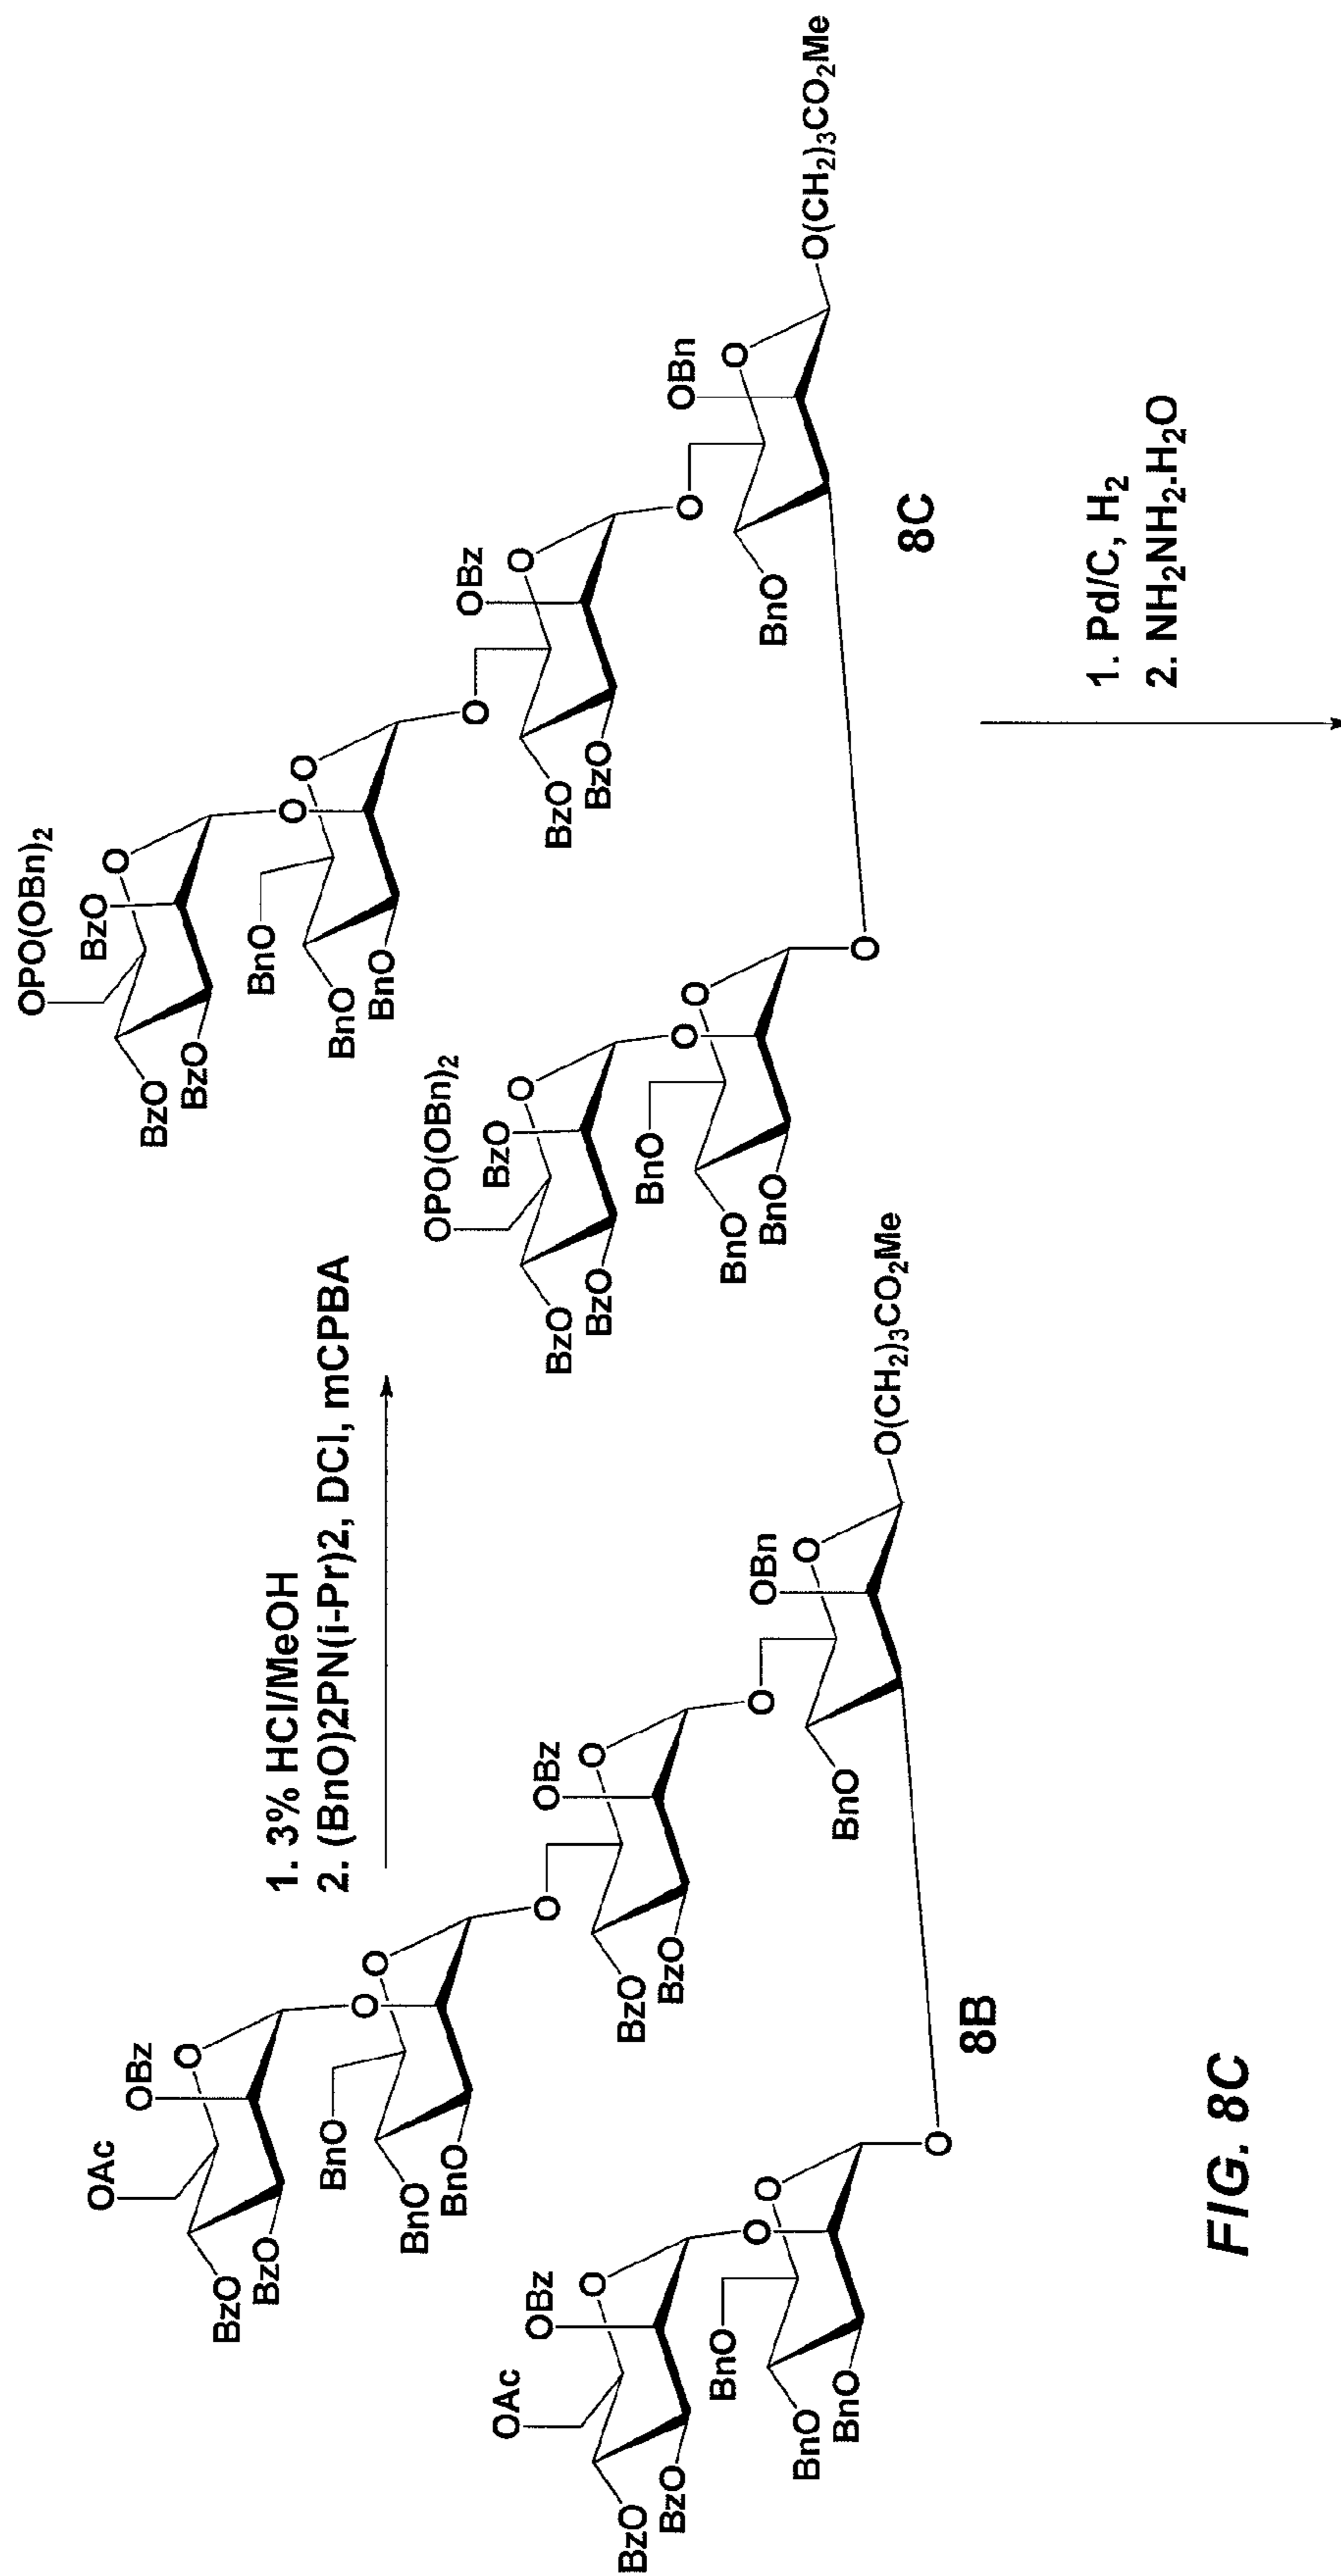 1. 3% HCl/MeOH
2. (BnO)2PN(i-Pr)2, DCI, mCPBA
OAc
OBz
O
BzO
BzO
O
O
BnO
BnO
BnO
O
OBz
O
BzO
BzO
O
OBn
O
BnO
O(CH2)3CO2Me
OAc
OBz
O
BzO
BzO
O
O
BnO
BnO
BnO
O
8B
OPO(OBn)2
BzO
O
BzO
BzO
O
O
BnO
BnO
BnO
O
OBz
O
BzO
BzO
O
OBn
O
BnO
O(CH2)3CO2Me
OPO(OBn)2
BzO
O
BzO
BzO
O
O
BnO
BnO
BnO
O
8C
1. Pd/C, H2
2. NH2NH2.H2O
FIG. 8C